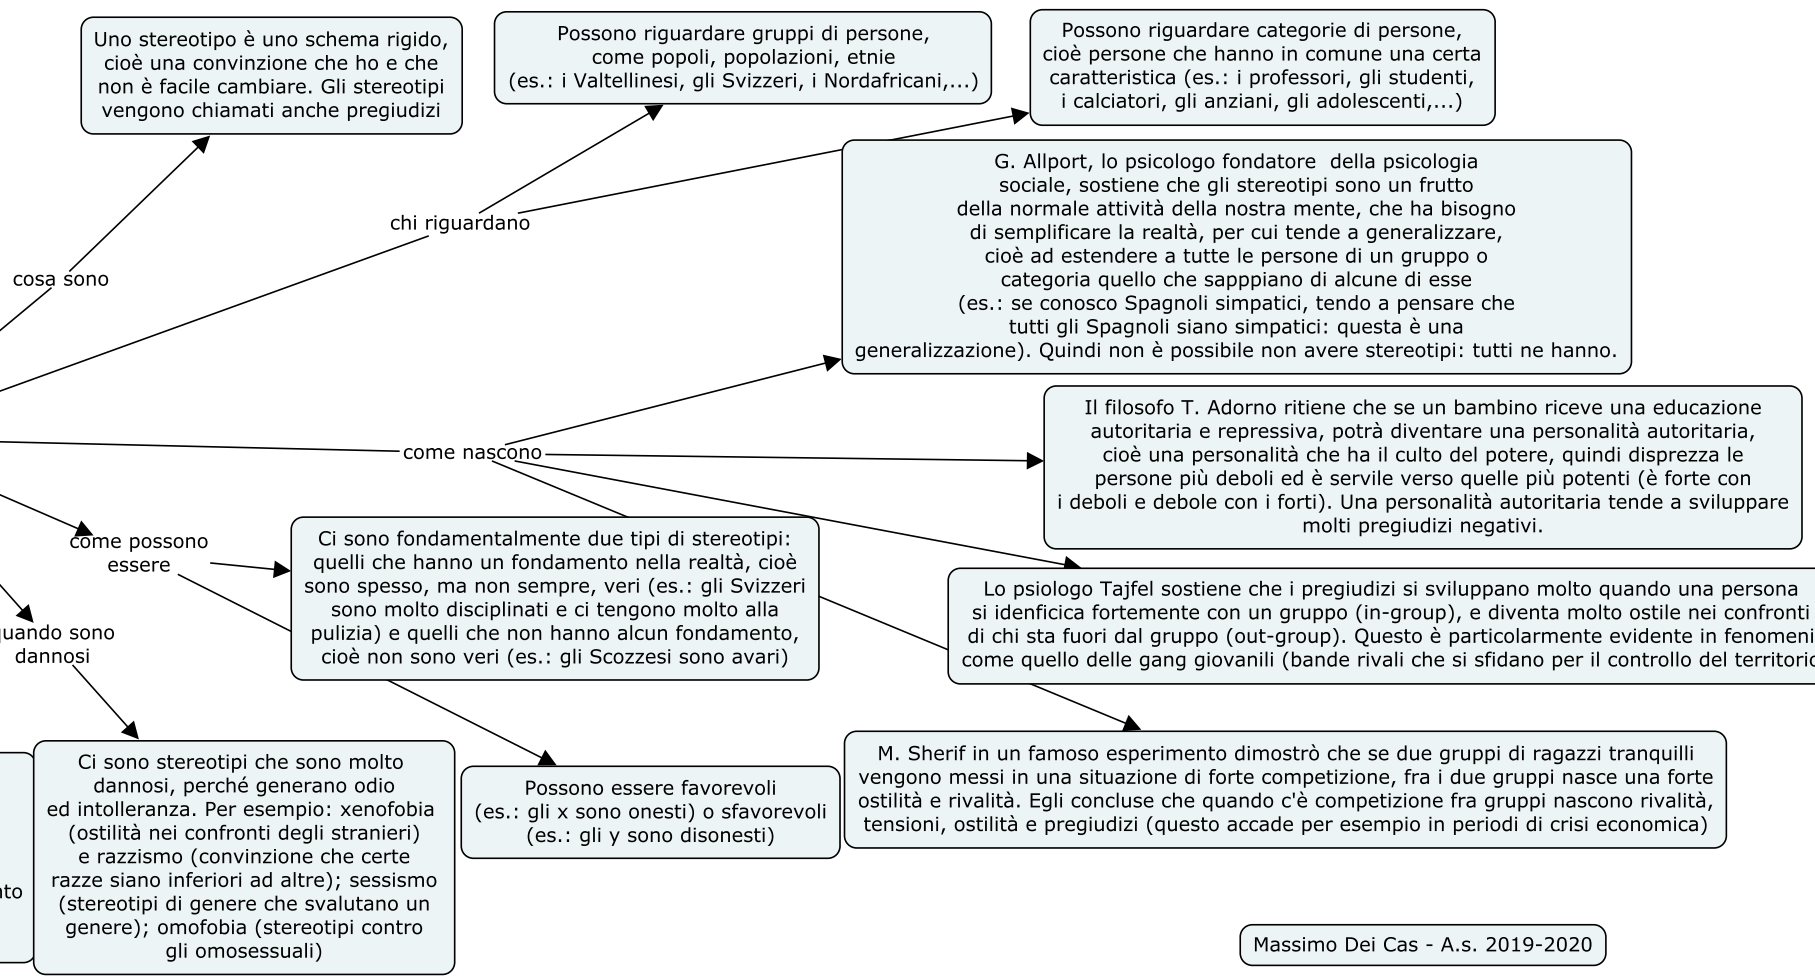 Uno stereotipo è uno schema rigido,
cioè una convinzione che ho e che
non è facile cambiare. Gli stereotipi
vengono chiamati anche pregiudizi
Possono riguardare gruppi di persone,
come popoli, popolazioni, etnie
(es.: i Valtellinesi, gli Svizzeri, i Nordafricani,...)
Possono riguardare categorie di persone,
cioè persone che hanno in comune una certa
caratteristica (es.: i professori, gli studenti,
i calciatori, gli anziani, gli adolescenti,...)
G. Allport, lo psicologo fondatore  della psicologia
sociale, sostiene che gli stereotipi sono un frutto
della normale attività della nostra mente, che ha bisogno
di semplificare la realtà, per cui tende a generalizzare,
cioè ad estendere a tutte le persone di un gruppo o
categoria quello che sapppiano di alcune di esse
(es.: se conosco Spagnoli simpatici, tendo a pensare che
tutti gli Spagnoli siano simpatici: questa è una
generalizzazione). Quindi non è possibile non avere stereotipi: tutti ne hanno.
chi riguardano
cosa sono
Il filosofo T. Adorno ritiene che se un bambino riceve una educazione
autoritaria e repressiva, potrà diventare una personalità autoritaria,
cioè una personalità che ha il culto del potere, quindi disprezza le
persone più deboli ed è servile verso quelle più potenti (è forte con
i deboli e debole con i forti). Una personalità autoritaria tende a sviluppare
molti pregiudizi negativi.
come nascono
come possono
essere
Ci sono fondamentalmente due tipi di stereotipi:
quelli che hanno un fondamento nella realtà, cioè
sono spesso, ma non sempre, veri (es.: gli Svizzeri
sono molto disciplinati e ci tengono molto alla
pulizia) e quelli che non hanno alcun fondamento,
cioè non sono veri (es.: gli Scozzesi sono avari)
Lo psiologo Tajfel sostiene che i pregiudizi si sviluppano molto quando una persona
si idenficica fortemente con un gruppo (in-group), e diventa molto ostile nei confronti
di chi sta fuori dal gruppo (out-group). Questo è particolarmente evidente in fenomeni
come quello delle gang giovanili (bande rivali che si sfidano per il controllo del territorio
quando sono
dannosi
Ci sono stereotipi che sono molto
dannosi, perché generano odio
ed intolleranza. Per esempio: xenofobia
(ostilità nei confronti degli stranieri)
e razzismo (convinzione che certe
razze siano inferiori ad altre); sessismo
(stereotipi di genere che svalutano un
genere); omofobia (stereotipi contro
gli omosessuali)
Possono essere favorevoli
(es.: gli x sono onesti) o sfavorevoli
(es.: gli y sono disonesti)
M. Sherif in un famoso esperimento dimostrò che se due gruppi di ragazzi tranquilli
vengono messi in una situazione di forte competizione, fra i due gruppi nasce una forte
ostilità e rivalità. Egli concluse che quando c'è competizione fra gruppi nascono rivalità,
tensioni, ostilità e pregiudizi (questo accade per esempio in periodi di crisi economica)
Massimo Dei Cas - A.s. 2019-2020